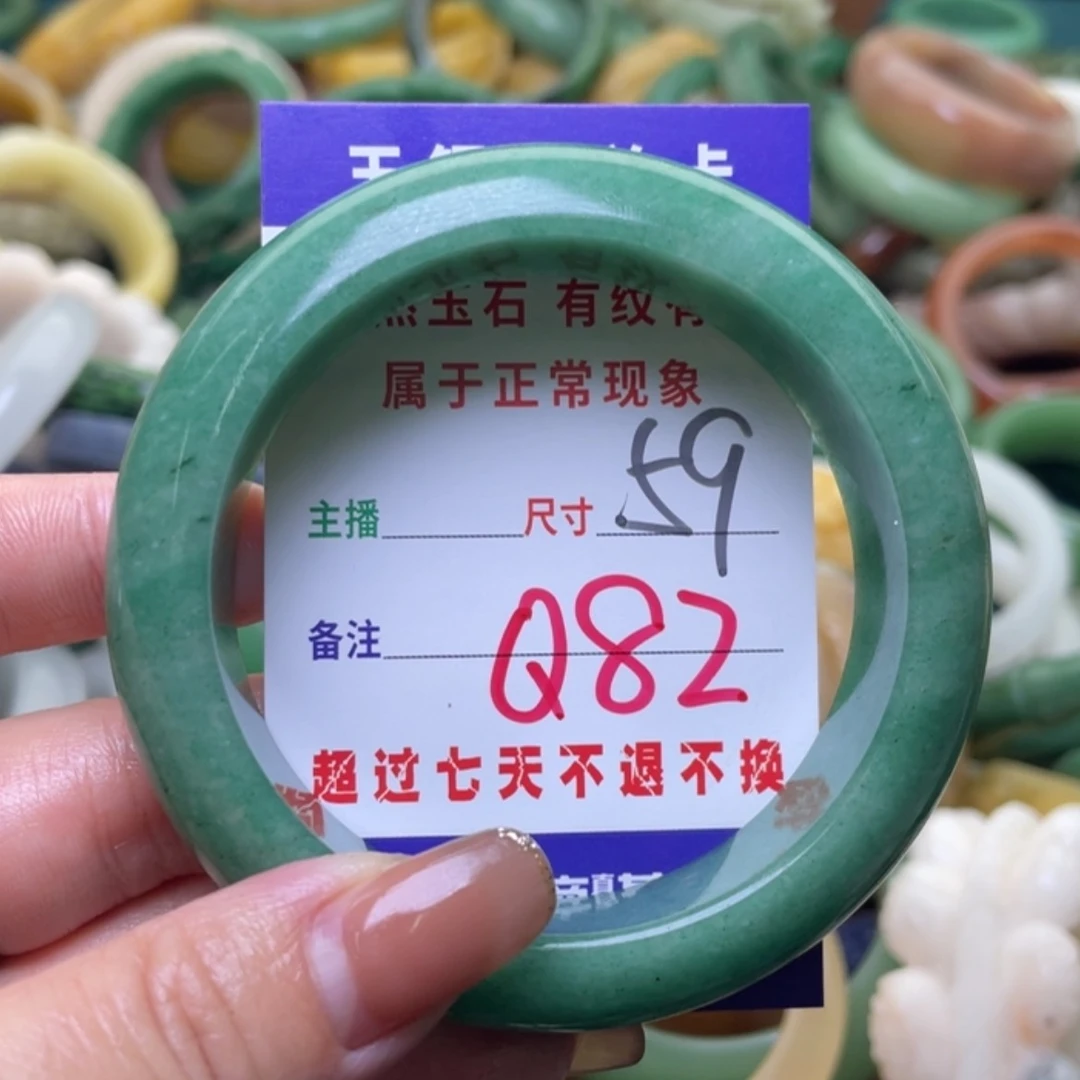 玉石 有纹有
属于正常现象
主播 尺寸 59
备注 Q82
超过七天不退不换